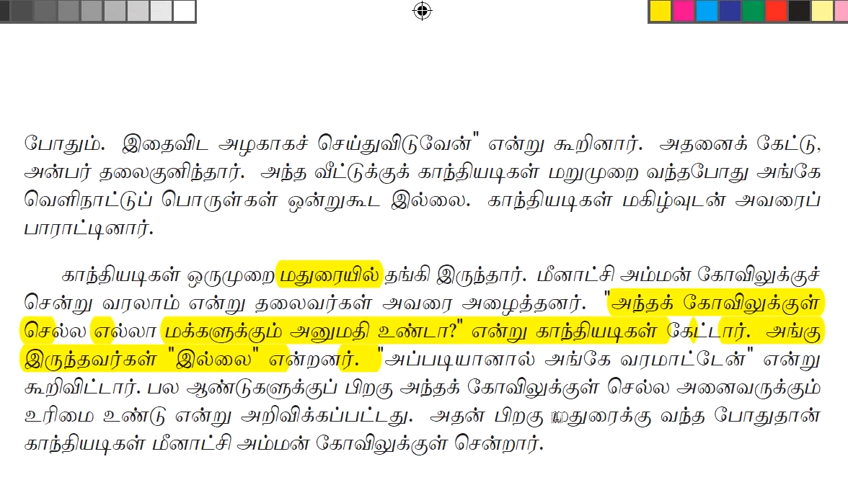 போதும். இதைவிட அழகாகச் செய்துவிடுவேன்" என்று கூறினார். அதனைக் கேட்டு,
அன்பர் தலைகுனிந்தார். அந்த வீட்டுக்குக் காந்தியடிகள் மறுமுறை வந்தபோது அங்கே
வெளிநாட்டுப் பொருள்கள் ஒன்றுகூட இல்லை. காந்தியடிகள் மகிழ்வுடன் அவரைப்
பாராட்டினார்.
காந்தியடிகள் ஒருமுறை மதுரையில் தங்கி இருந்தார். மீனாட்சி அம்மன் கோவிலுக்குச்
சென்று வரலாம் என்று தலைவர்கள் அவரை அழைத்தனர். "அந்தக் கோவிலுக்குள்
செல்ல எல்லா மக்களுக்கும் அனுமதி உண்டா?" என்று காந்தியடிகள் கேட்டார். அங்கு
இருந்தவர்கள் "இல்லை" என்றனர். "அப்படியானால் அங்கே வரமாட்டேன்" என்று
கூறிவிட்டார். பல ஆண்டுகளுக்குப் பிறகு அந்தக் கோவிலுக்குள் செல்ல அனைவருக்கும்
உரிமை உண்டு என்று அறிவிக்கப்பட்டது. அதன் பிறகு மதுரைக்கு வந்த போதுதான்
காந்தியடிகள் மீனாட்சி அம்மன் கோவிலுக்குள் சென்றார்.